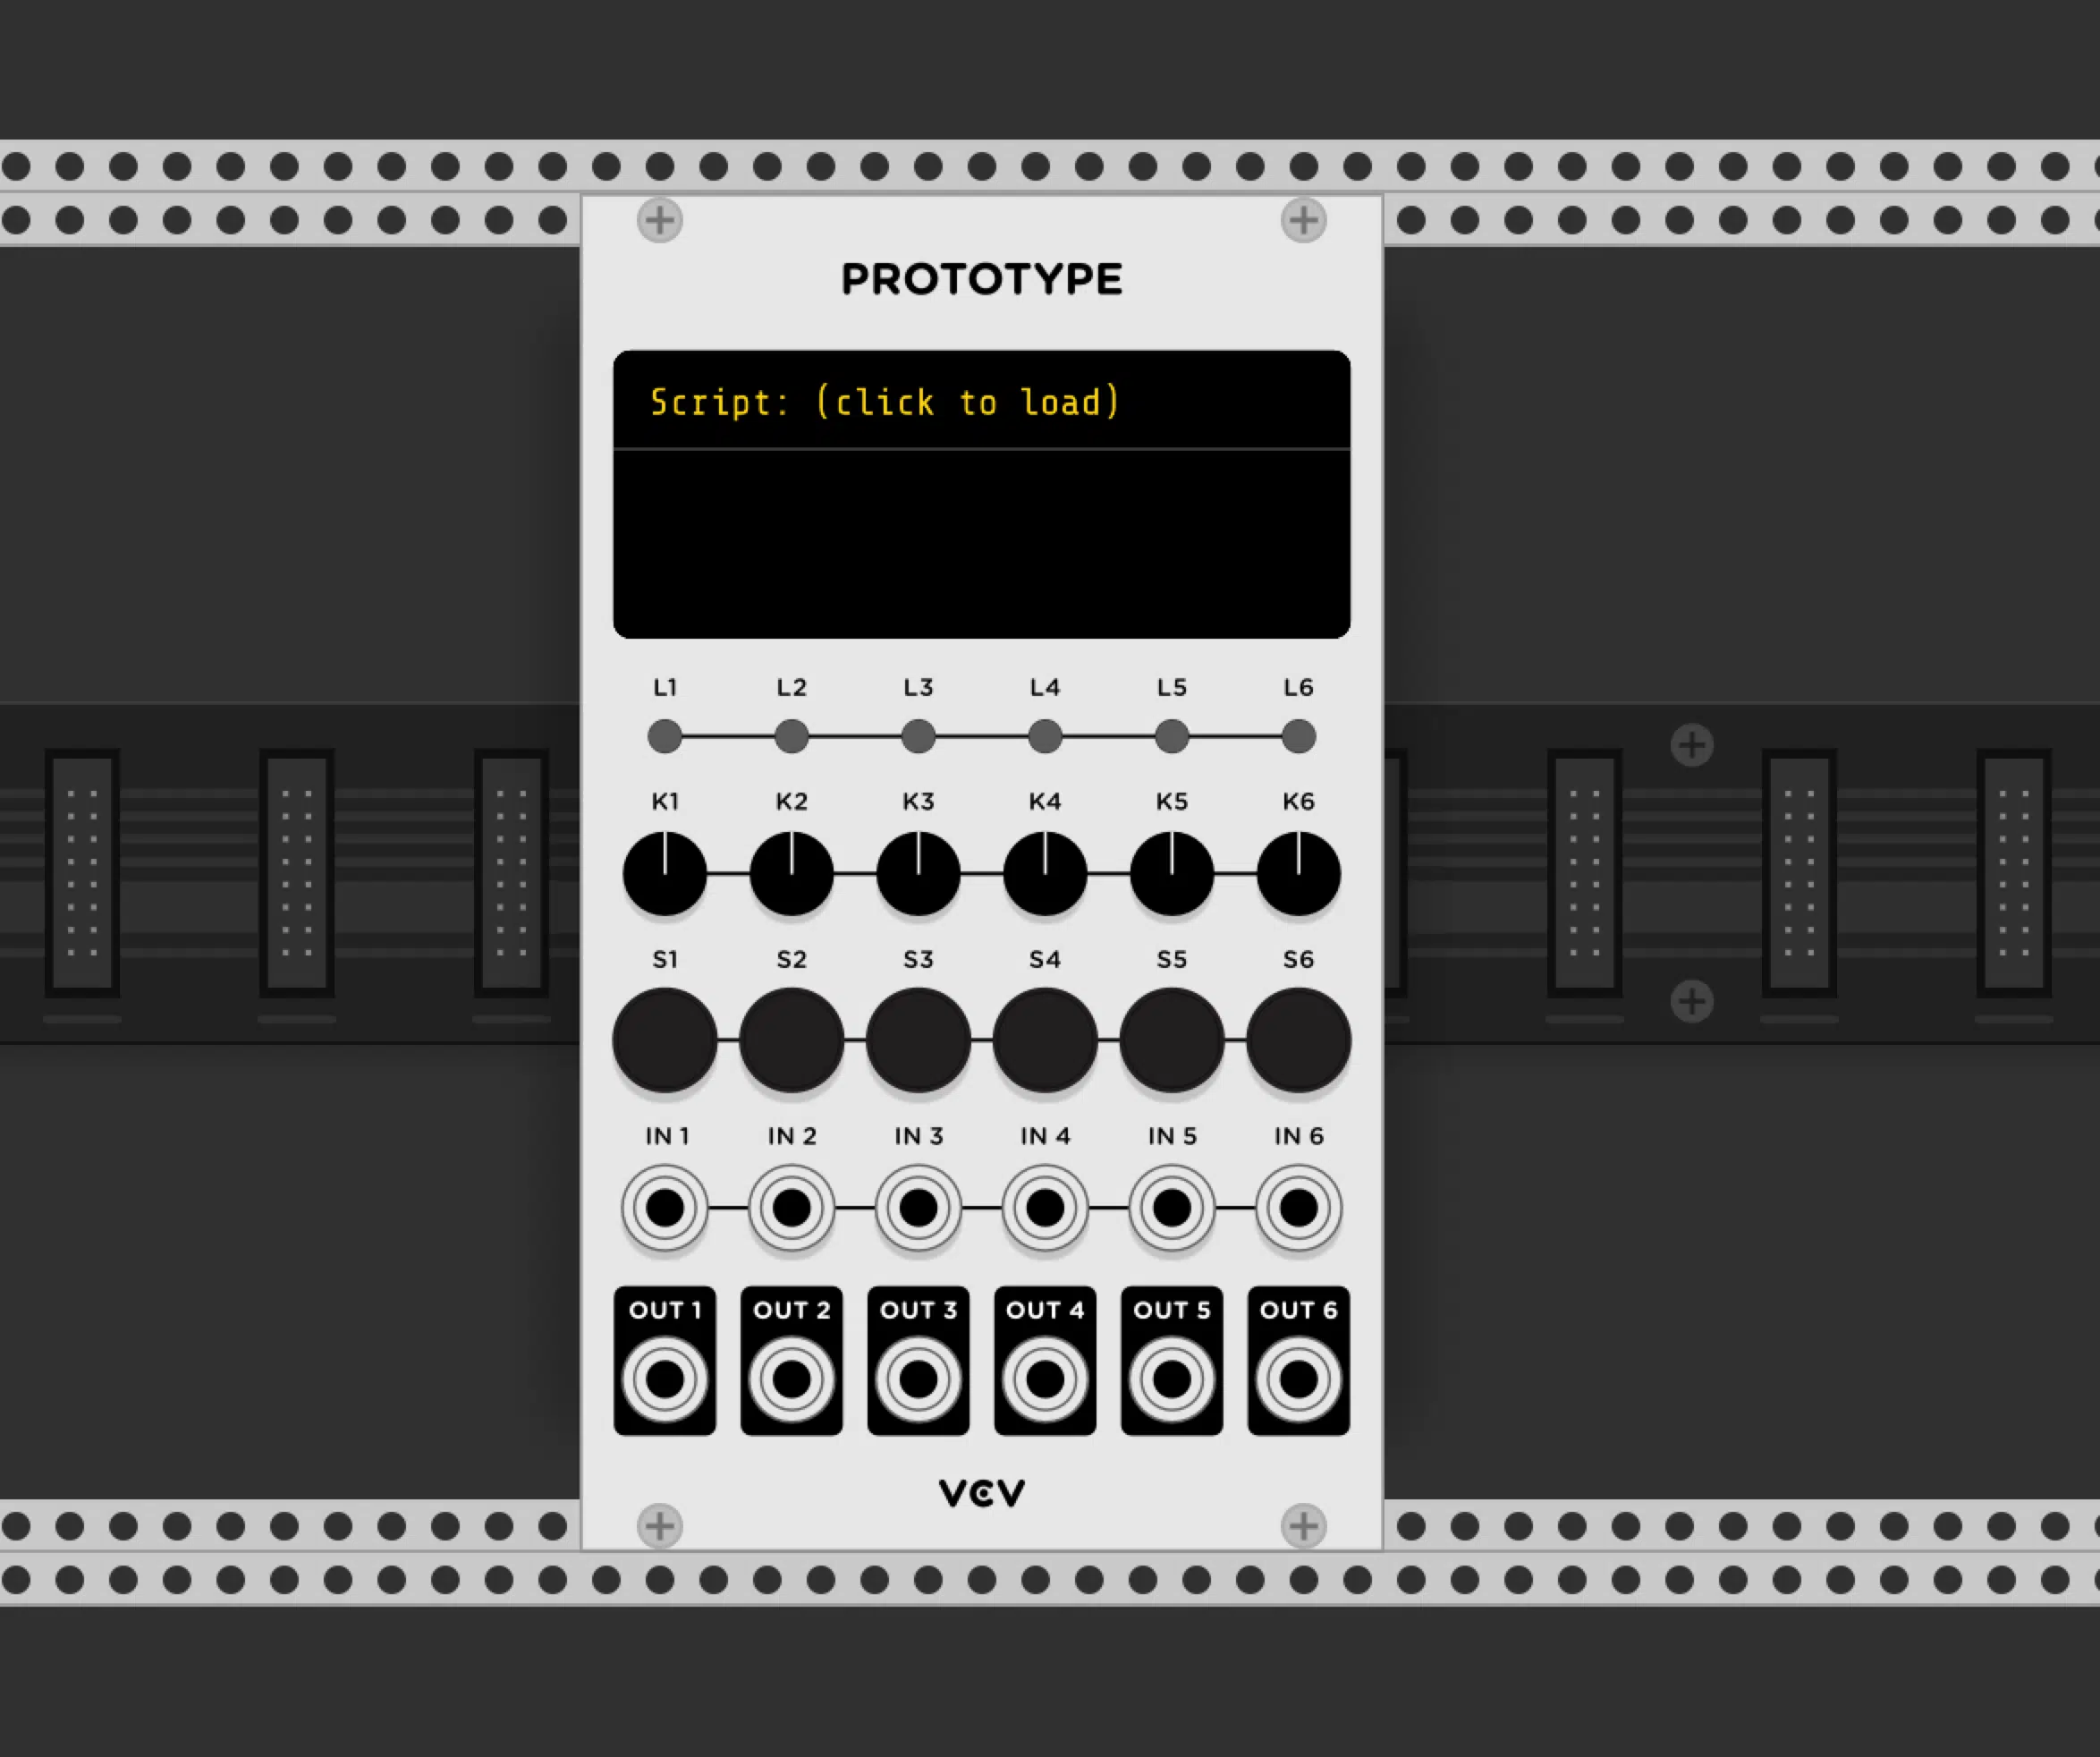 PROTOTYPE
Script: (click to load)
L1 L2 L3 L4 L5 L6
K1 K2 K3 K4 K5 K6
S1 S2 S3 S4 S5 S6
IN 1 IN 2 IN 3 IN 4 IN 5 IN 6
OUT 1 OUT 2 OUT 3 OUT 4 OUT 5 OUT 6
VCV